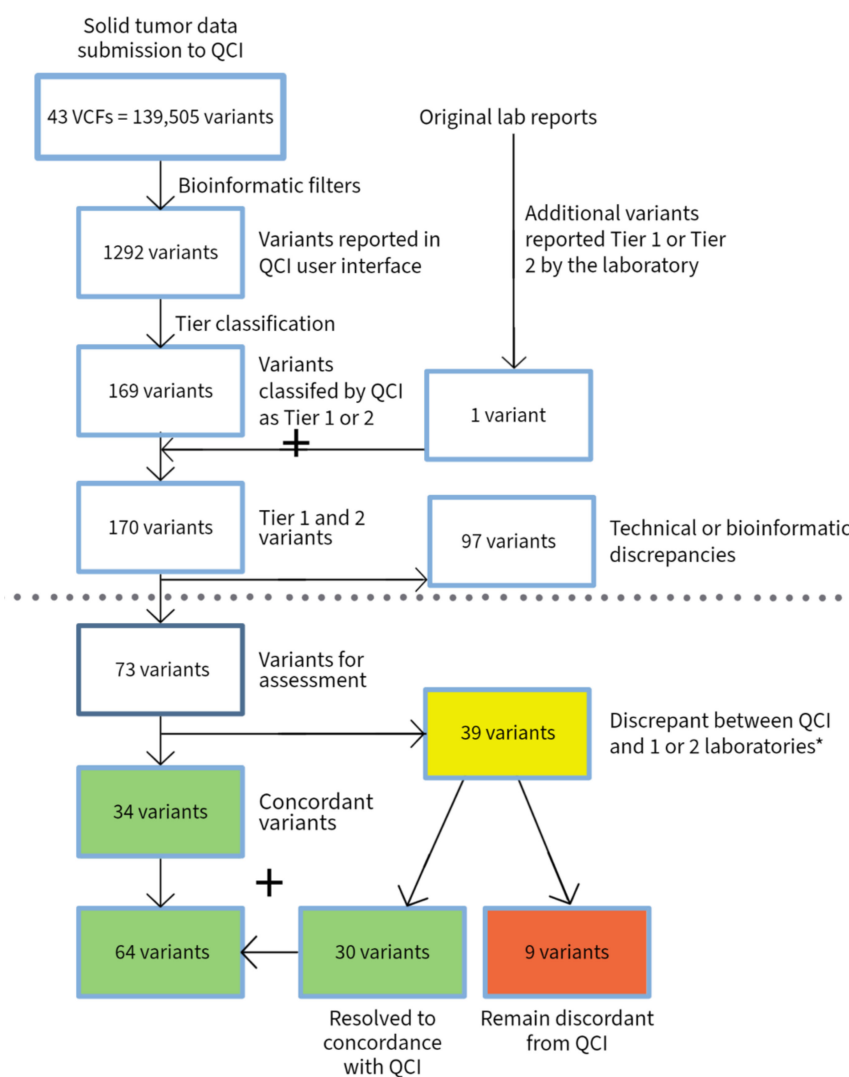 Solid tumor data
submission to QCI
43 VCFs = 139,505 variants
Original lab reports
Bioinformatic filters
Additional variants
reported Tier 1 or Tier
2 by the laboratory
1292 variants
Variants reported in
QCI user interface
Tier classification
169 variants
Variants
classifed by QCI
as Tier 1 or 2
1 variant
+
170 variants
Tier 1 and 2
variants
97 variants
Technical or bioinformatic
discrepancies
73 variants
Variants for
assessment
39 variants
Discrepant between QCI
and 1 or 2 laboratories*
34 variants
Concordant
variants
+
64 variants
30 variants
9 variants
Resolved to
concordance
with QCI
Remain discordant
from QCI